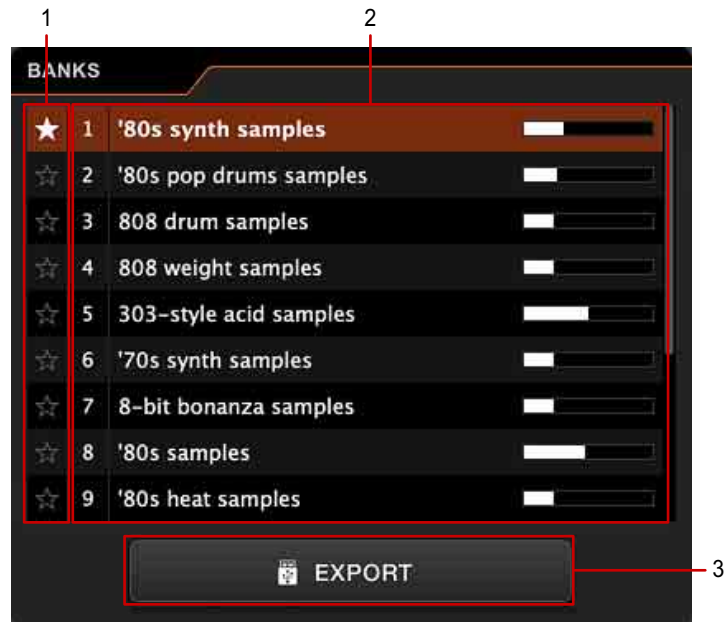 1 2
BANKS
1 '80s synth samples
2 '80s pop drums samples
3 808 drum samples
4 808 weight samples
5 303-style acid samples
6 '70s synth samples
7 8-bit bonanza samples
8 '80s samples
9 '80s heat samples
EXPORT 3